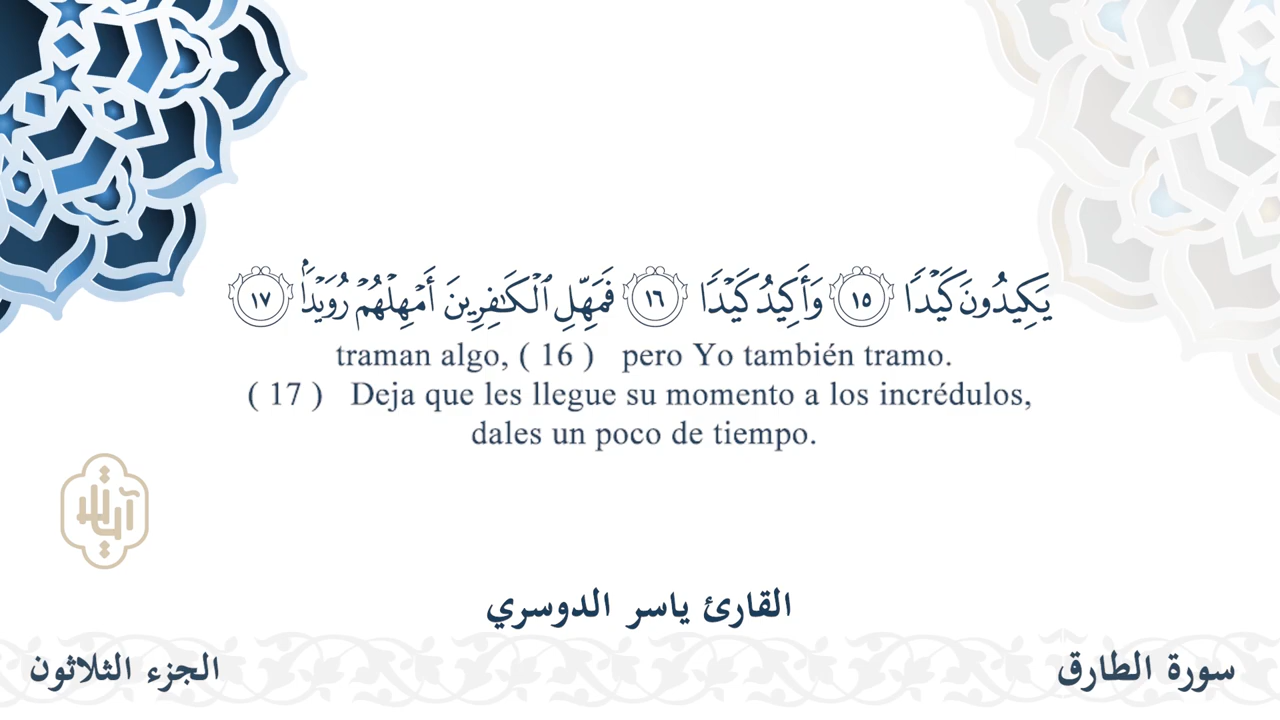 يَكِيدُونَ كَيْدًا ١٥ وَأَكِيدُ كَيْدًا ١٦ فَمَهِّلِ ٱلْكَـٰفِرِينَ أَمْهِلْهُمْ رُوَيْدًۢا ١٧
traman algo, ( 16 ) pero Yo también tramo.
( 17 ) Deja que les llegue su momento a los incrédulos,
dales un poco de tiempo.
القارئ ياسر الدوسري
سورة الطارق
الجزء الثلاثون